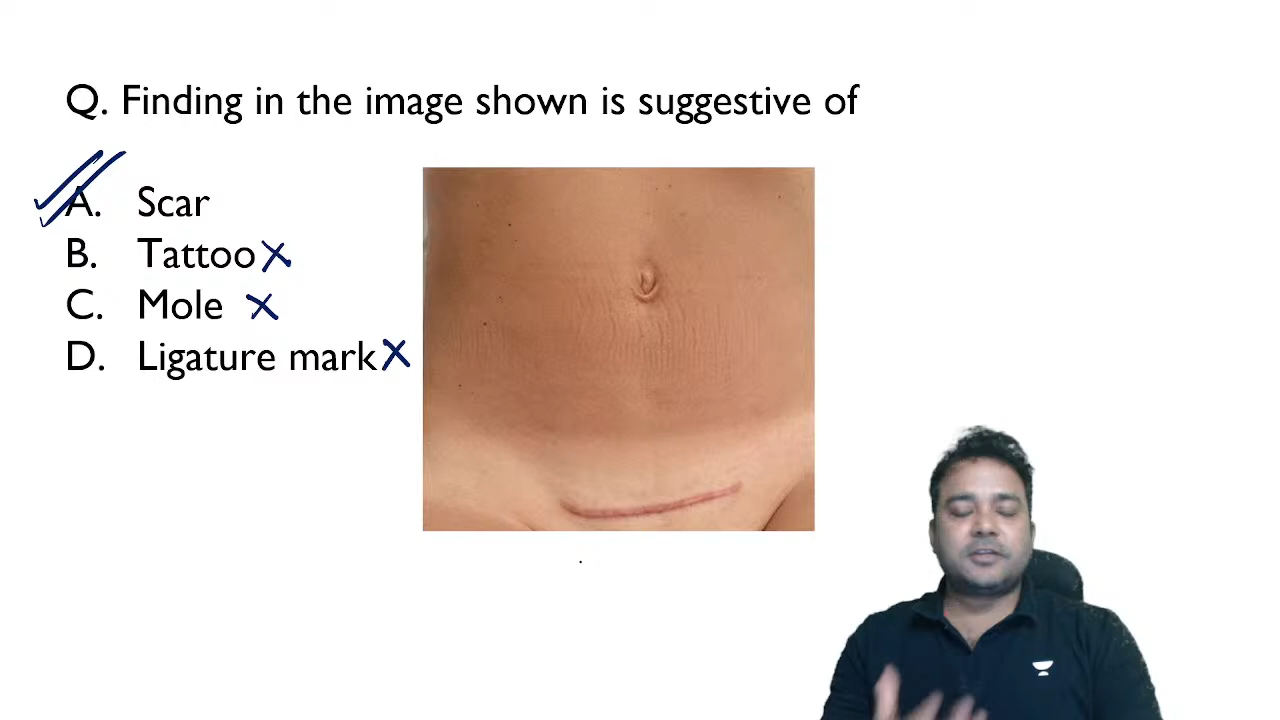 Q. Finding in the image shown is suggestive of
A. Scar
B. Tattoo
C. Mole
D. Ligature mark